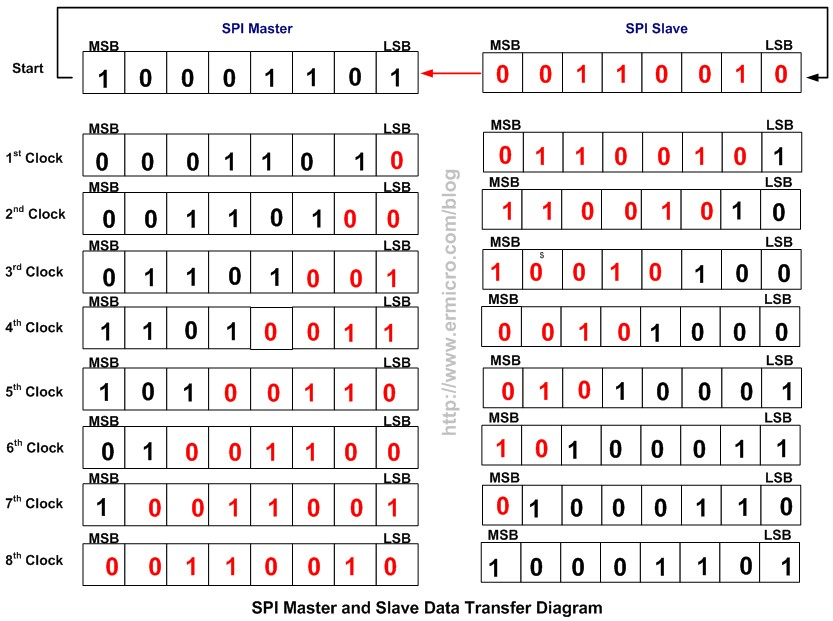 SPI Master SPI Slave
MSB LSB MSB LSB
Start 1 0 0 0 1 1 0 1 0 0 1 1 0 0 1 0
MSB LSB MSB LSB
1st Clock 0 0 0 1 1 0 1 0 0 1 1 0 0 1 0 1
MSB LSB MSB LSB
2nd Clock 0 0 1 1 0 1 0 0 1 1 0 0 1 0 1 0
MSB LSB MSB LSB
s
3rd Clock 0 1 1 0 1 0 0 1 1 0 0 1 0 1 0 0
MSB LSB MSB LSB
4th Clock 1 1 0 1 0 0 1 1 0 0 1 0 1 0 0 0
MSB LSB MSB LSB
5th Clock 1 0 1 0 0 1 1 0 0 1 0 1 0 0 0 1
MSB LSB MSB LSB
6th Clock 0 1 0 0 1 1 0 0 1 0 1 0 0 0 1 1
MSB LSB MSB LSB
7th Clock 1 0 0 1 1 0 0 1 0 1 0 0 0 1 1 0
MSB LSB MSB LSB
8th Clock 0 0 1 1 0 0 1 0 1 0 0 0 1 1 0 1
http://www.ermicro.com/blog
SPI Master and Slave Data Transfer Diagram